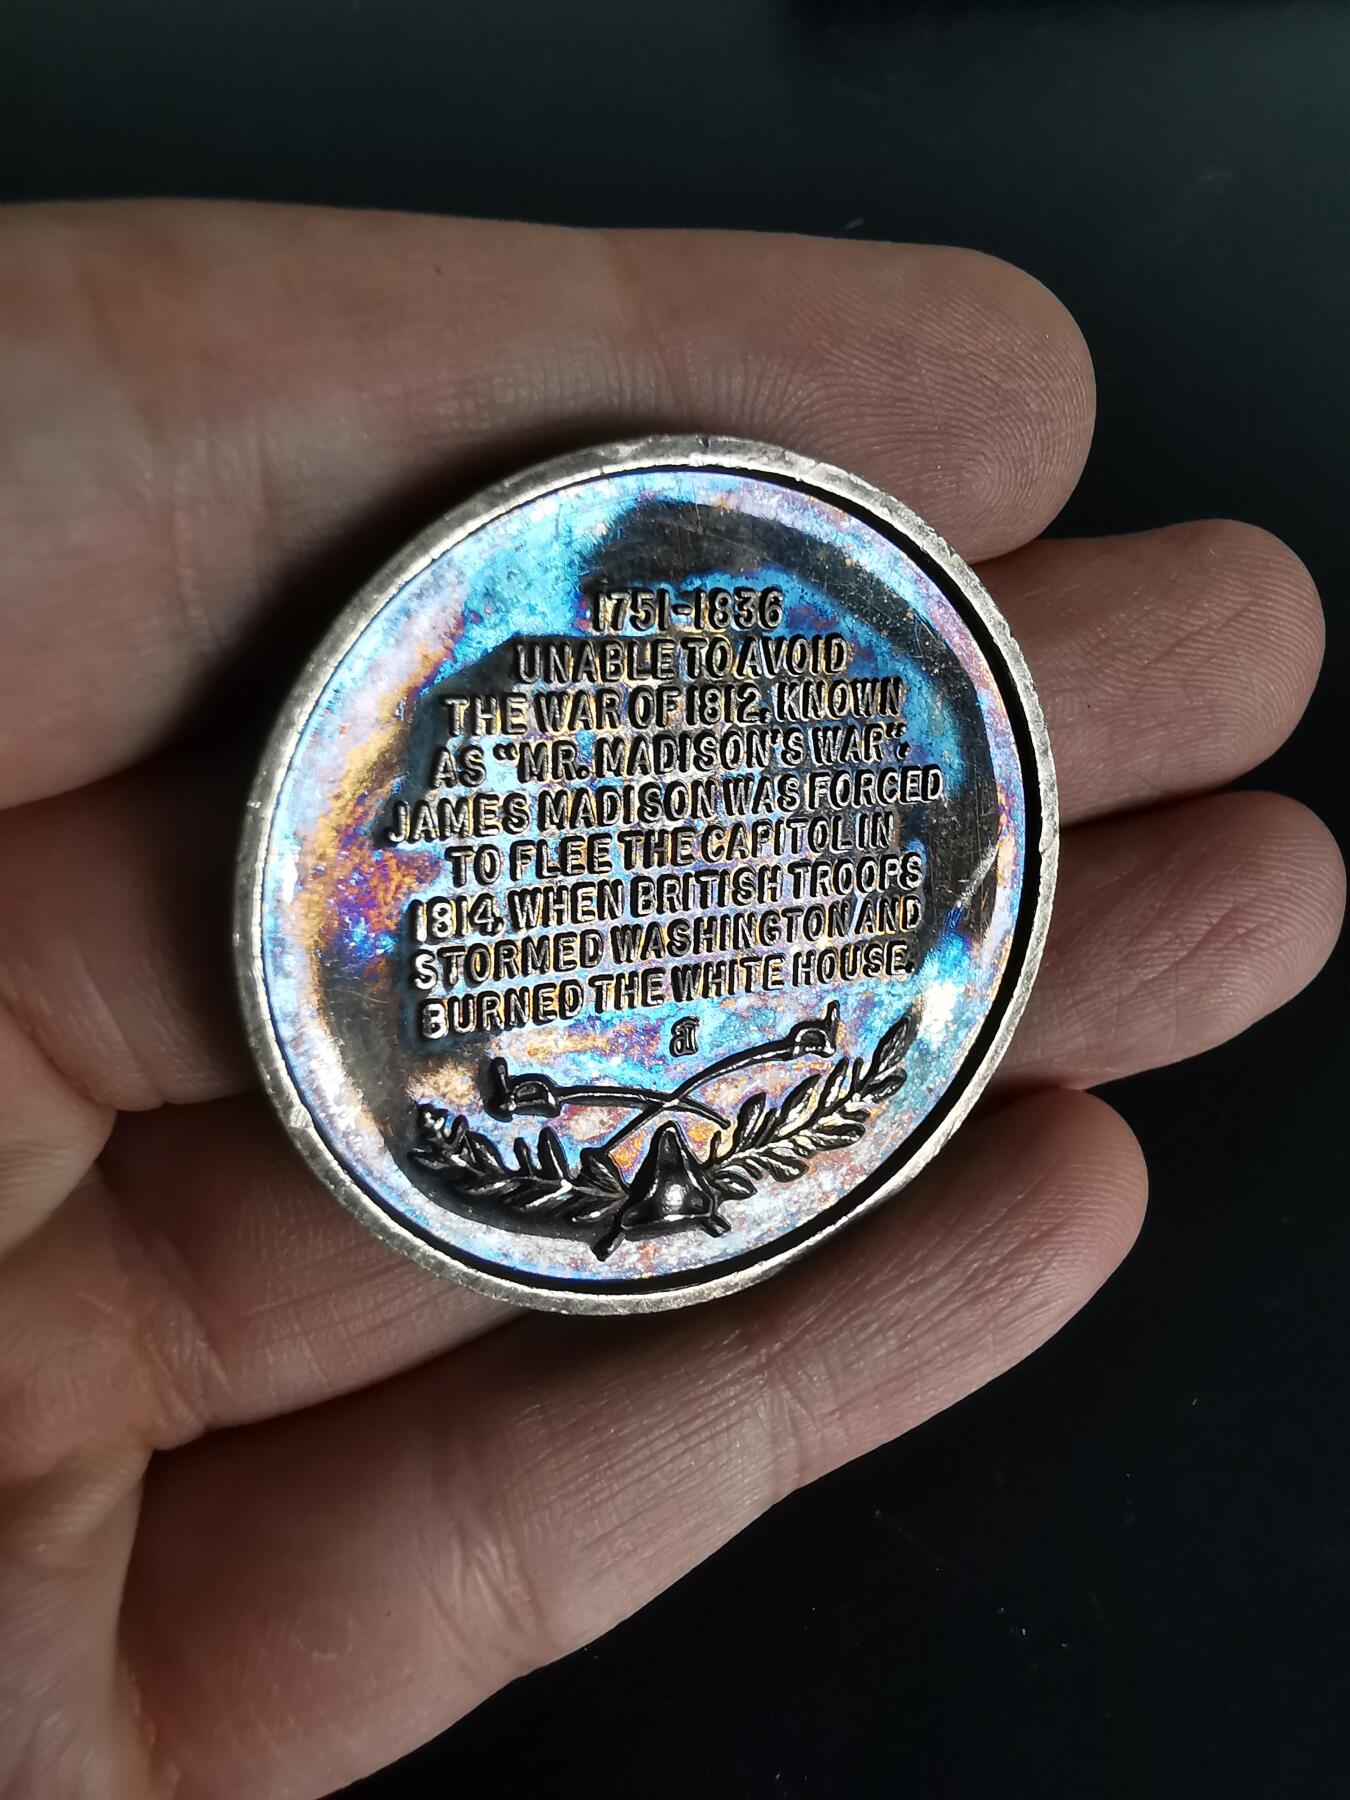 1751-1836
UNABLE TO AVOID
THE WAR OF 1812, KNOWN
AS “MR. MADISON'S WAR“,
JAMES MADISON WAS FORCED
TO FLEE THE CAPITOL IN
1814, WHEN BRITISH TROOPS
STORMED WASHINGTON AND
BURNED THE WHITE HOUSE.